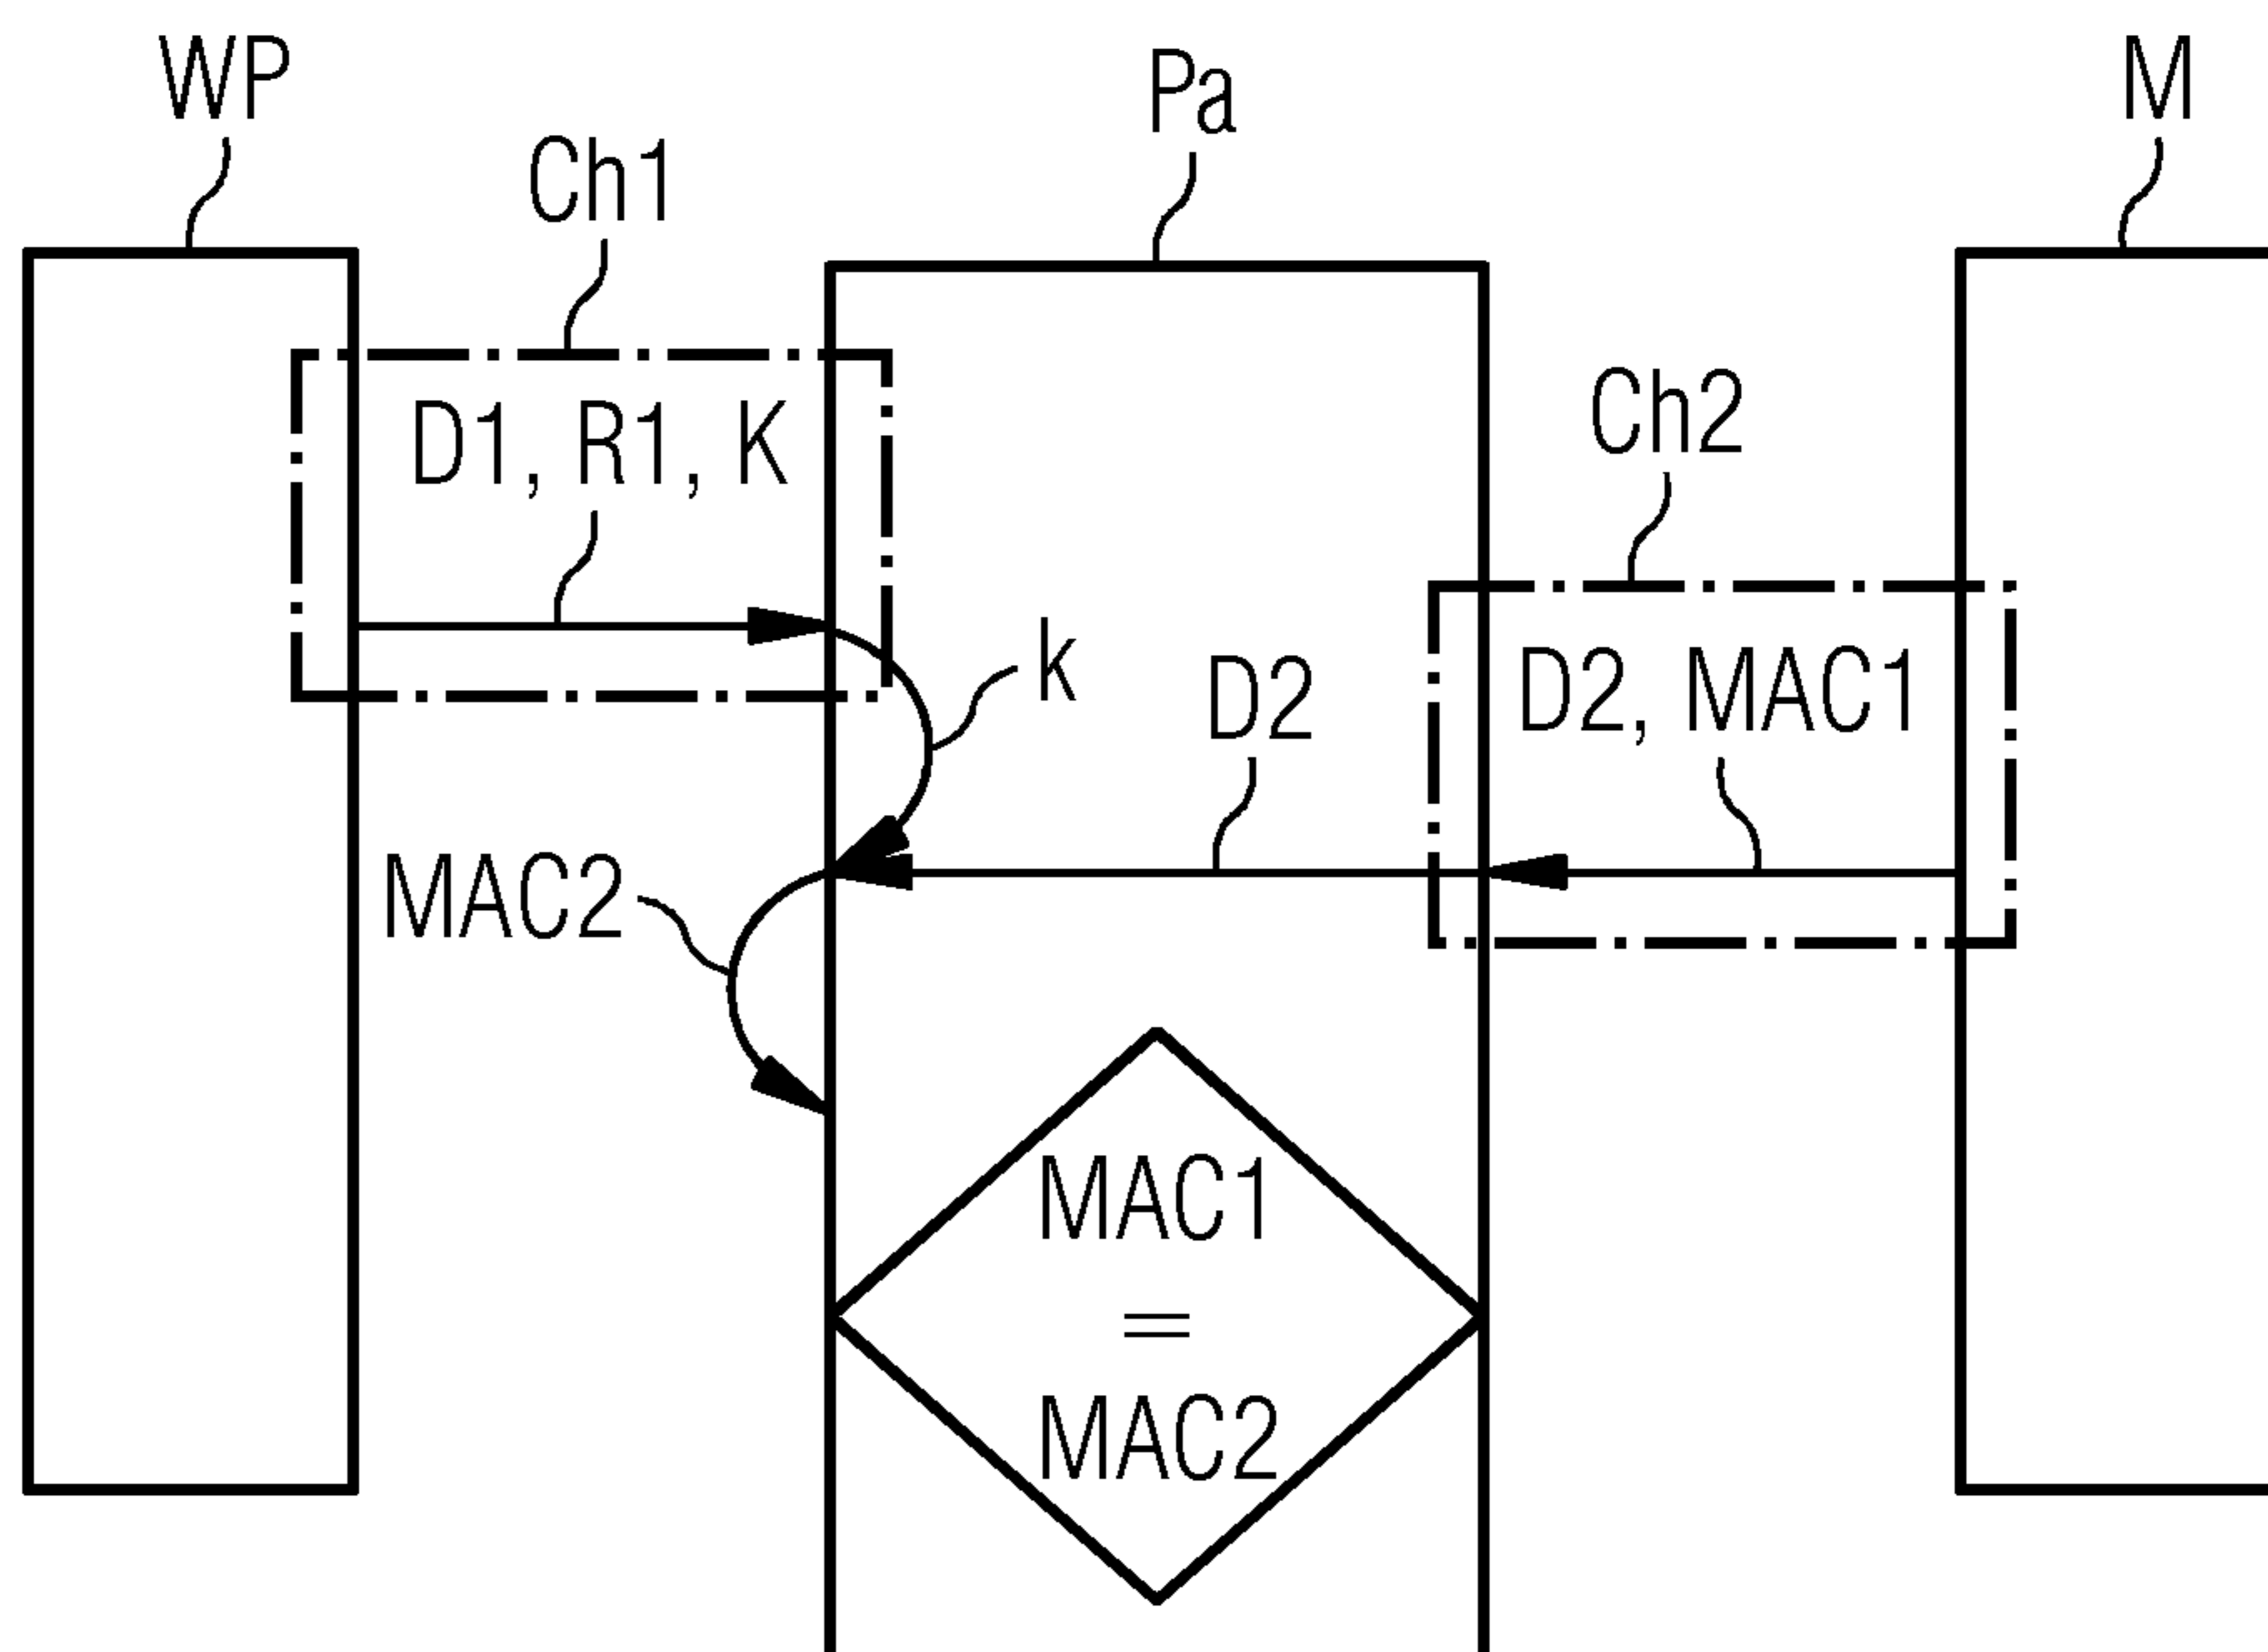 WP
Pa
M
Ch1
Ch2
D1, R1, K
k
D2
D2, MAC1
MAC2
MAC1
=
MAC2